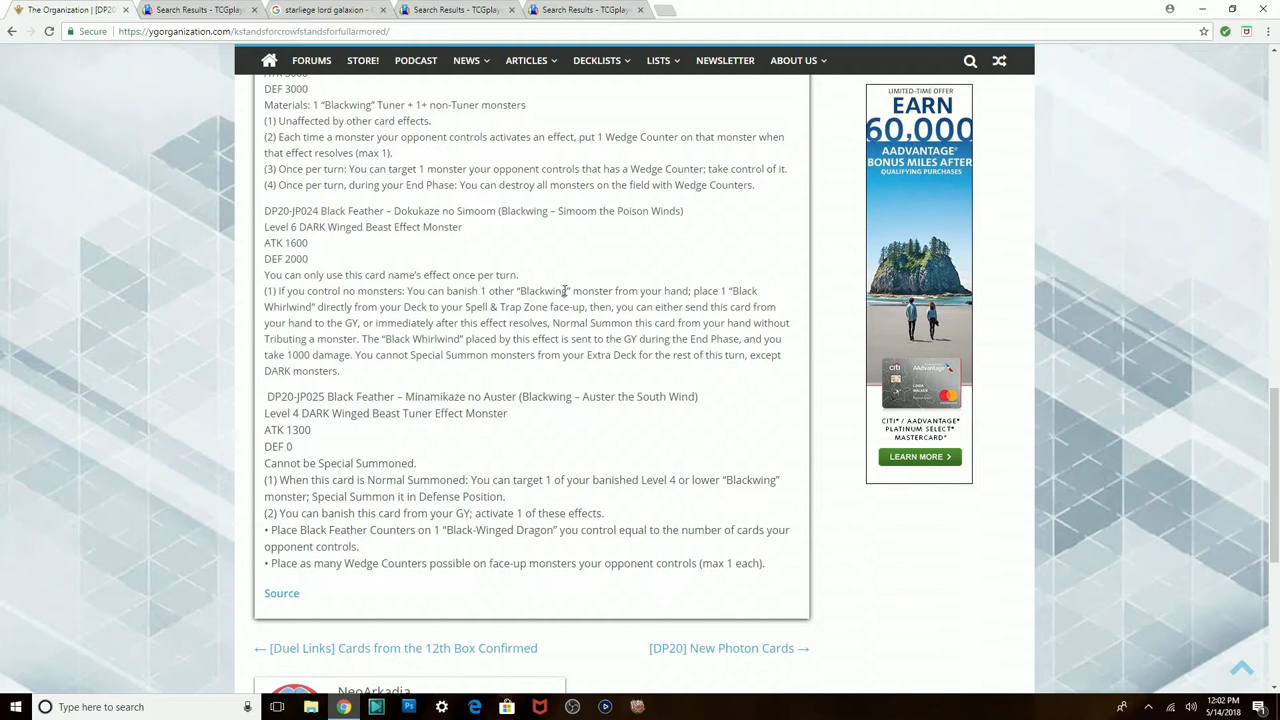 The Organization | [DP20
Search Results - TCGplay
starliege lord galaxion -
Search Results - TCGplay
Search Results - TCGplay
Secure
https://ygorganization.com/kstandsforcrowfstandsforfullarmored/
FORUMS STORE! PODCAST NEWS ARTICLES DECKLISTS LISTS NEWSLETTER ABOUT US
DEF 3000
Materials: 1 “Blackwing” Tuner + 1+ non-Tuner monsters
(1) Unaffected by other card effects.
(2) Each time a monster your opponent controls activates an effect, put 1 Wedge Counter on that monster when
that effect resolves (max 1).
(3) Once per turn: You can target 1 monster your opponent controls that has a Wedge Counter; take control of it.
(4) Once per turn, during your End Phase: You can destroy all monsters on the field with Wedge Counters.
DP20-JP024 Black Feather – Dokukaze no Simoom (Blackwing – Simoom the Poison Winds)
Level 6 DARK Winged Beast Effect Monster
ATK 1600
DEF 2000
You can only use this card name’s effect once per turn.
(1) If you control no monsters: You can banish 1 other “Blackwing” monster from your hand; place 1 “Black
Whirlwind” directly from your Deck to your Spell & Trap Zone face-up, then, you can either send this card from
your hand to the GY, or immediately after this effect resolves, Normal Summon this card from your hand without
Tributing a monster. The “Black Whirlwind” placed by this effect is sent to the GY during the End Phase, and you
take 1000 damage. You cannot Special Summon monsters from your Extra Deck for the rest of this turn, except
DARK monsters.
DP20-JP025 Black Feather – Minamikaze no Auster (Blackwing – Auster the South Wind)
Level 4 DARK Winged Beast Tuner Effect Monster
ATK 1300
DEF 0
Cannot be Special Summoned.
(1) When this card is Normal Summoned: You can target 1 of your banished Level 4 or lower “Blackwing”
monster; Special Summon it in Defense Position.
(2) You can banish this card from your GY; activate 1 of these effects.
• Place Black Feather Counters on 1 “Black-Winged Dragon” you control equal to the number of cards your
opponent controls.
• Place as many Wedge Counters possible on face-up monsters your opponent controls (max 1 each).
Source
← [Duel Links] Cards from the 12th Box Confirmed
[DP20] New Photon Cards →
NeoArkadia
LIMITED-TIME OFFER
EARN
60,000
AADVANTAGE®
BONUS MILES AFTER
QUALIFYING PURCHASES
citi
AAdvantage
LINDA
WALKER
CITI® / AADVANTAGE®
PLATINUM SELECT®
MASTERCARD®
LEARN MORE >
Type here to search
12:02 PM
5/14/2018